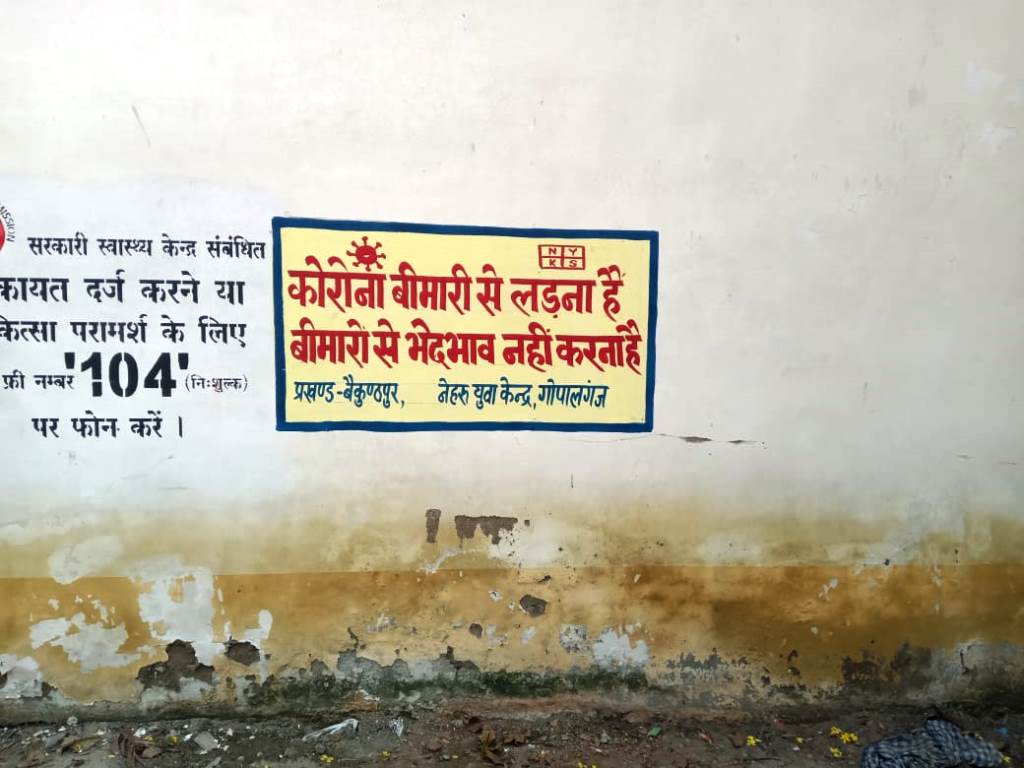 सरकारी स्वास्थ्य केन्द्र संबंधित
कायत दर्ज करने या
कित्सा परामर्श के लिए
फ्री नम्बर '104' (निःशुल्क)
पर फोन करें ।
N Y
K S
कोरोना बीमारी से लड़ना है
बीमारों से भेदभाव नहीं करना है
प्रखण्ड-बैकुण्ठपुर, नेहरु युवा केन्द्र, गोपालगंज